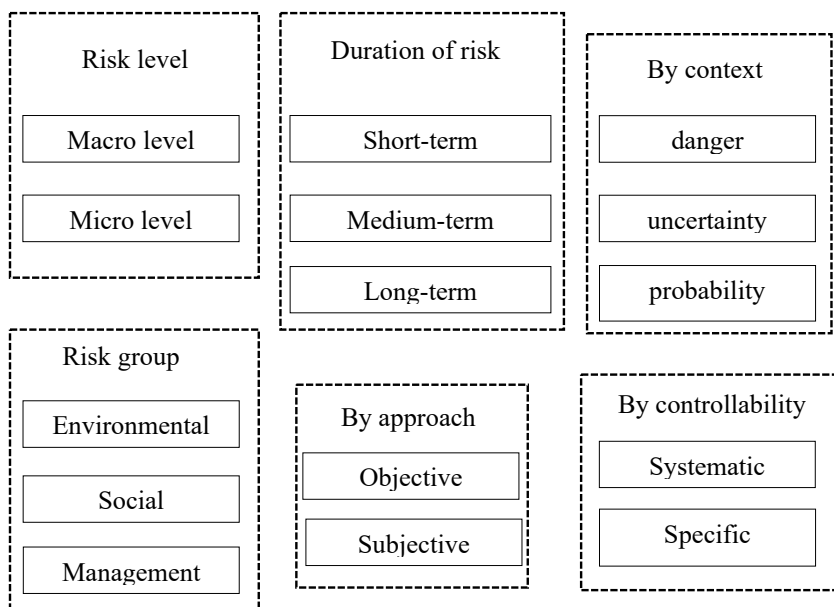 Risk level
Macro level
Micro level
Duration of risk
Short-term
Medium-term
Long-term
By context
danger
uncertainty
probability
Risk group
Environmental
Social
Management
By approach
Objective
Subjective
By controllability
Systematic
Specific